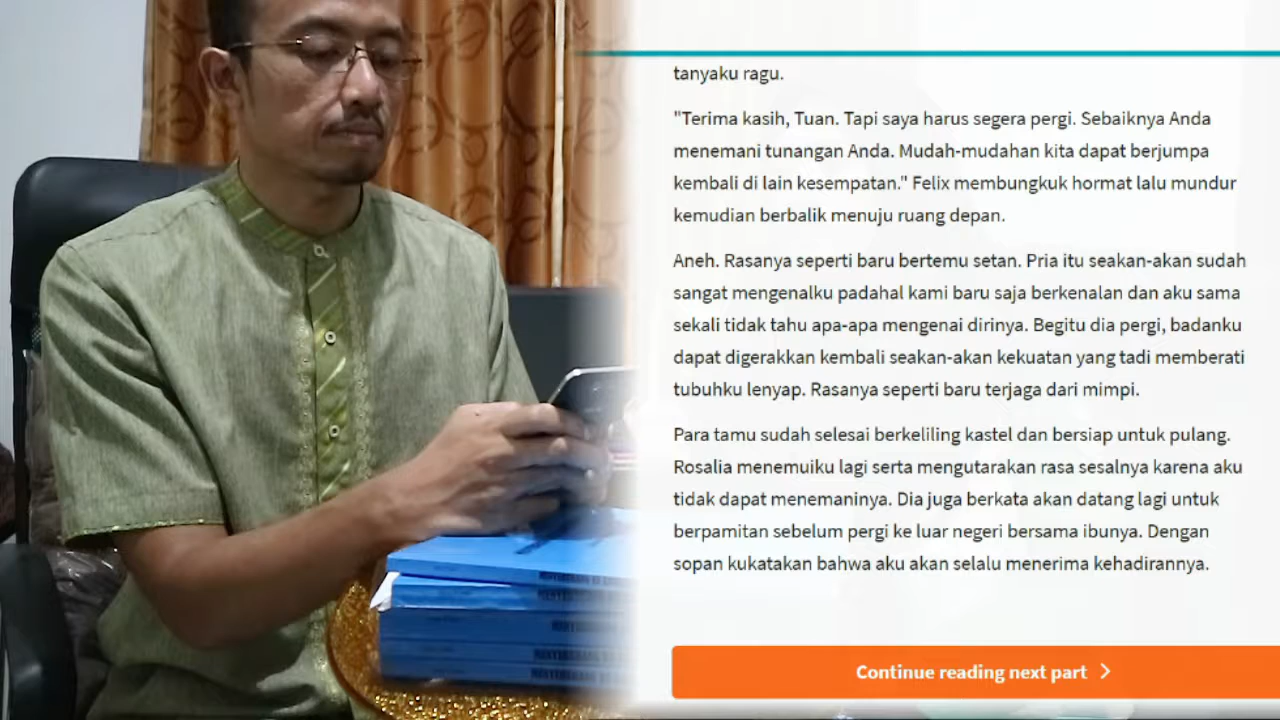 tanyaku ragu.
"Terima kasih, Tuan. Tapi saya harus segera pergi. Sebaiknya Anda
menemani tunangan Anda. Mudah-mudahan kita dapat berjumpa
kembali di lain kesempatan." Felix membungkuk hormat lalu mundur
kemudian berbalik menuju ruang depan.
Aneh. Rasanya seperti baru bertemu setan. Pria itu seakan-akan sudah
sangat mengenalku padahal kami baru saja berkenalan dan aku sama
sekali tidak tahu apa-apa mengenai dirinya. Begitu dia pergi, badanku
dapat digerakkan kembali seakan-akan kekuatan yang tadi memberati
tubuhku lenyap. Rasanya seperti baru terjaga dari mimpi.
Para tamu sudah selesai berkeliling kastel dan bersiap untuk pulang.
Rosalia menemuiku lagi serta mengutarakan rasa sesalnya karena aku
tidak dapat menemaninya. Dia juga berkata akan datang lagi untuk
berpamitan sebelum pergi ke luar negeri bersama ibunya. Dengan
sopan kukatakan bahwa aku akan selalu menerima kehadirannya.
Continue reading next part